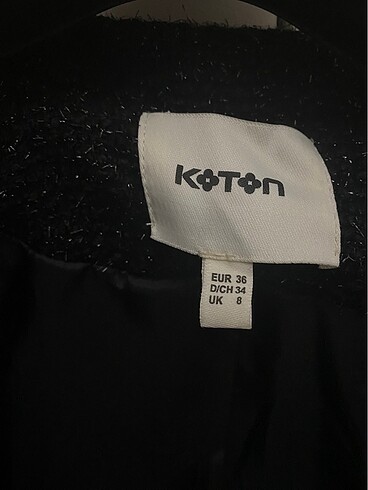 KOTON
EUR 36
D/CH 34
UK 8